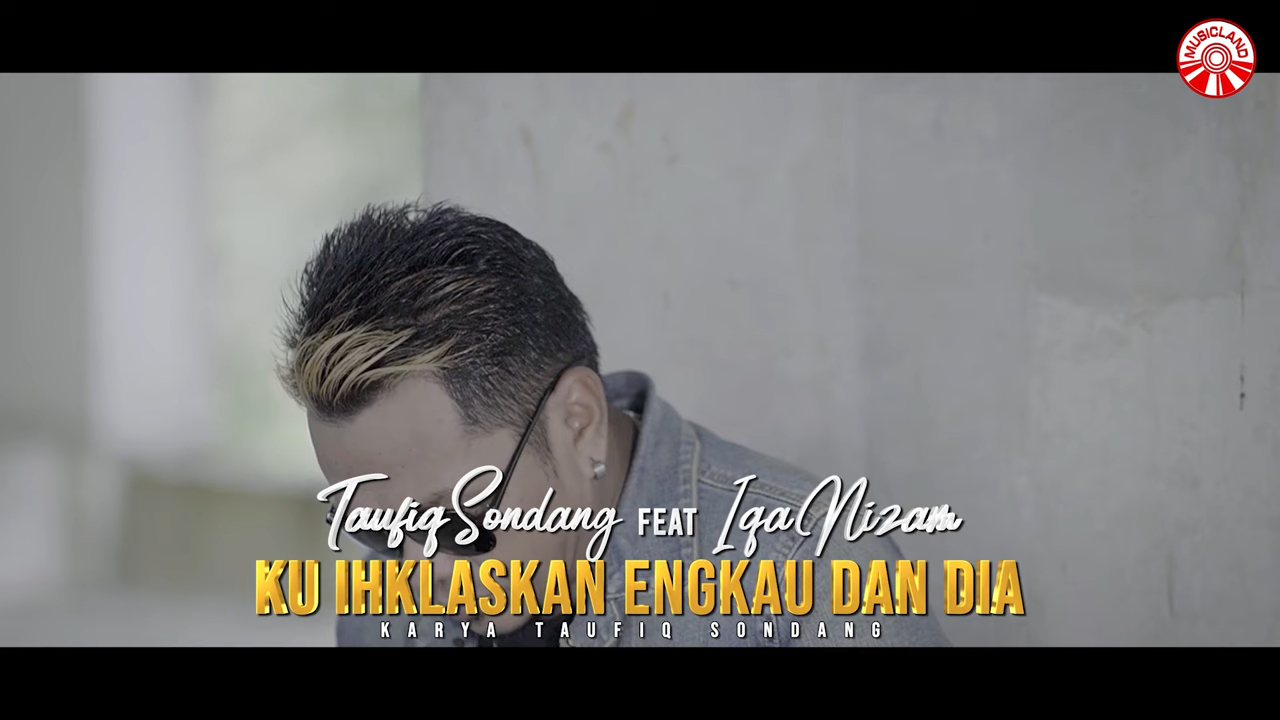 MUSICLAND
Taufiq Sondang FEAT Iqa Nizam
KU IHKLASKAN ENGKAU DAN DIA
KARYA TAUFIQ SONDANG